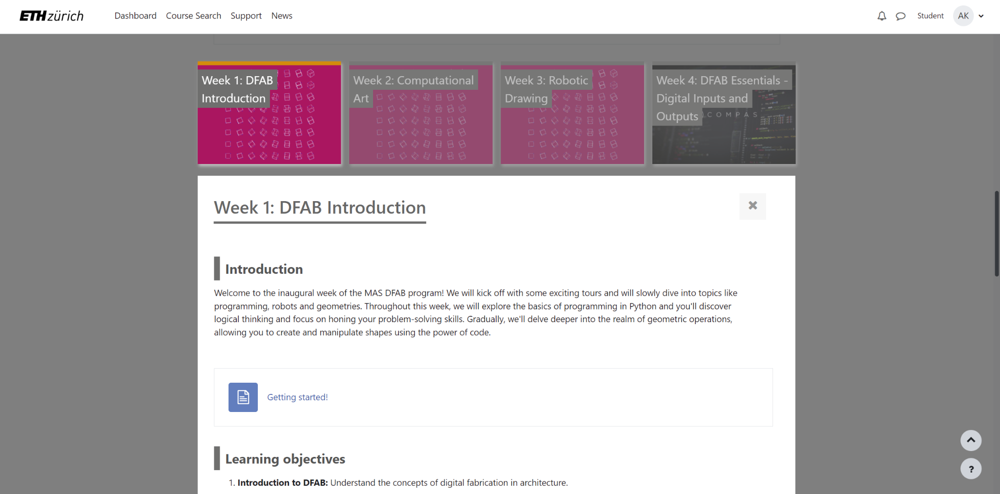 ETH zürich
Dashboard
Course Search
Support
News
Student
AK
Week 1: DFAB
Introduction
Week 2: Computational
Art
Week 3: Robotic
Drawing
Week 4: DFAB Essentials -
Digital Inputs and
Outputs
COMPAS
Week 1: DFAB Introduction
Introduction
Welcome to the inaugural week of the MAS DFAB program! We will kick off with some exciting tours and will slowly dive into topics like
programming, robots and geometries. Throughout this week, we will explore the basics of programming in Python and you'll discover
logical thinking and focus on honing your problem-solving skills. Gradually, we'll delve deeper into the realm of geometric operations,
allowing you to create and manipulate shapes using the power of code.
Getting started!
Learning objectives
1. Introduction to DFAB: Understand the concepts of digital fabrication in architecture.
?